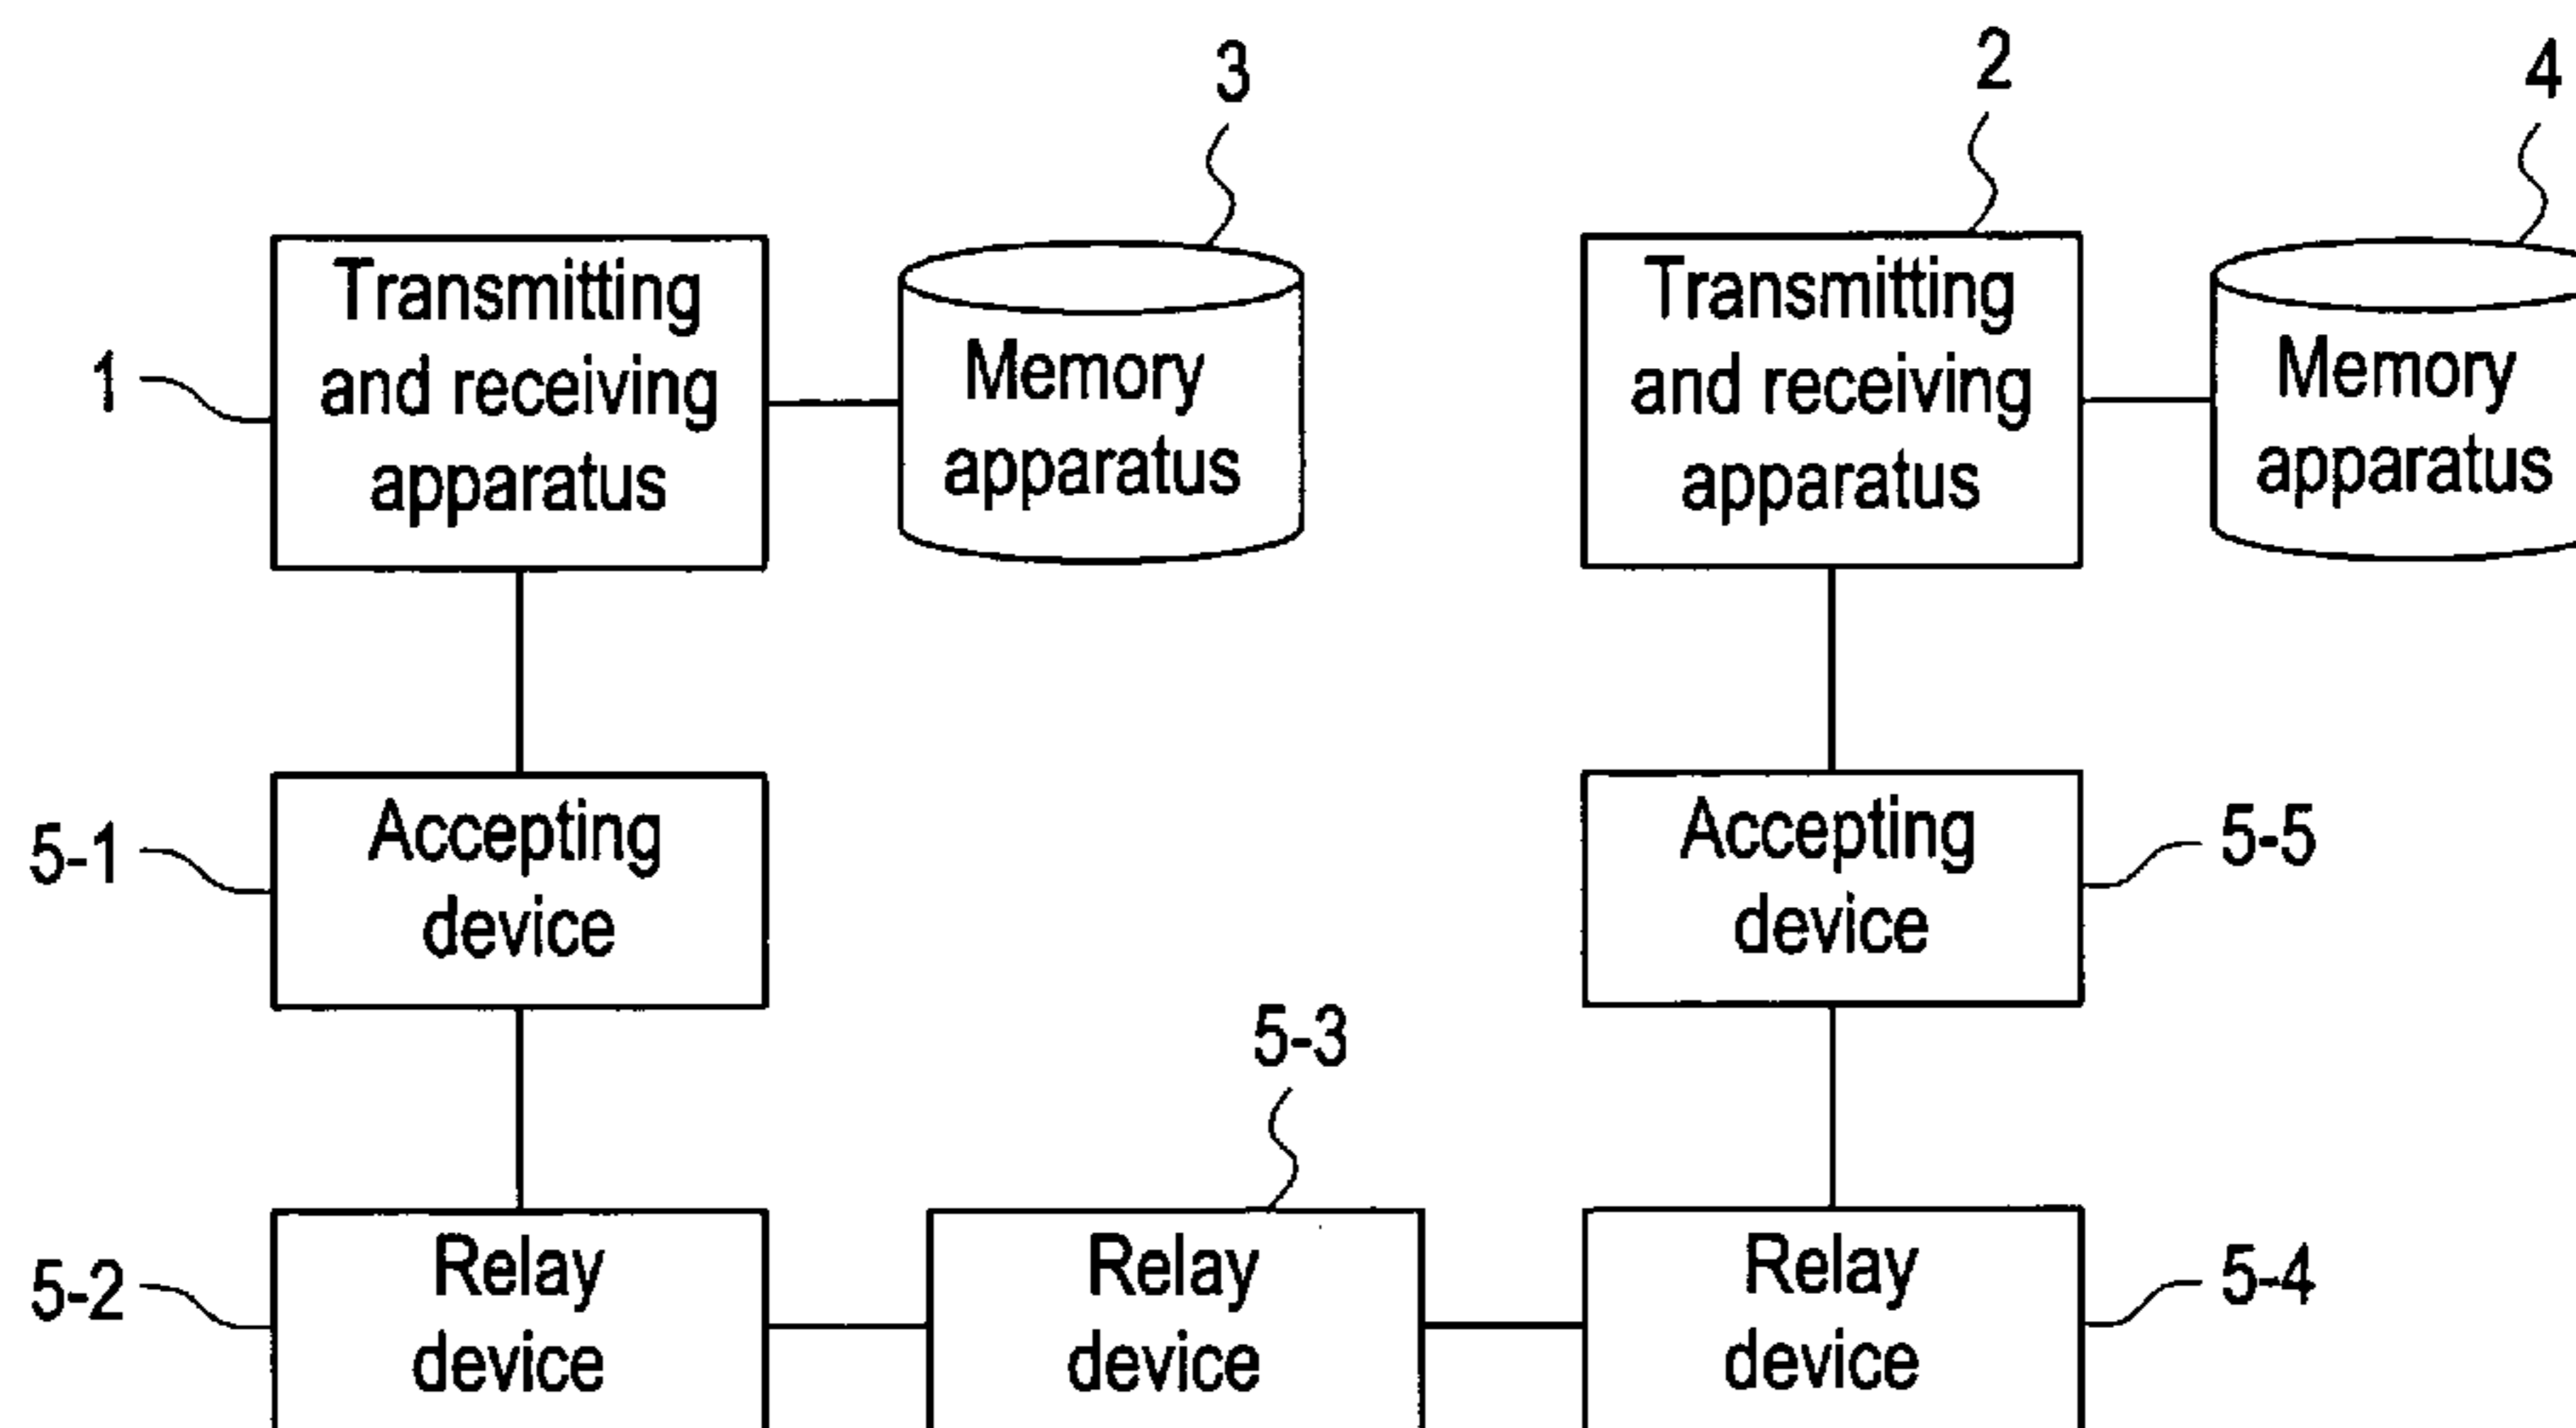 3
2
4
Transmitting
and receiving
apparatus
1
Memory
apparatus
Transmitting
and receiving
apparatus
Memory
apparatus
5-1
Accepting
device
Accepting
device
5-5
5-3
5-2
Relay
device
Relay
device
Relay
device
5-4